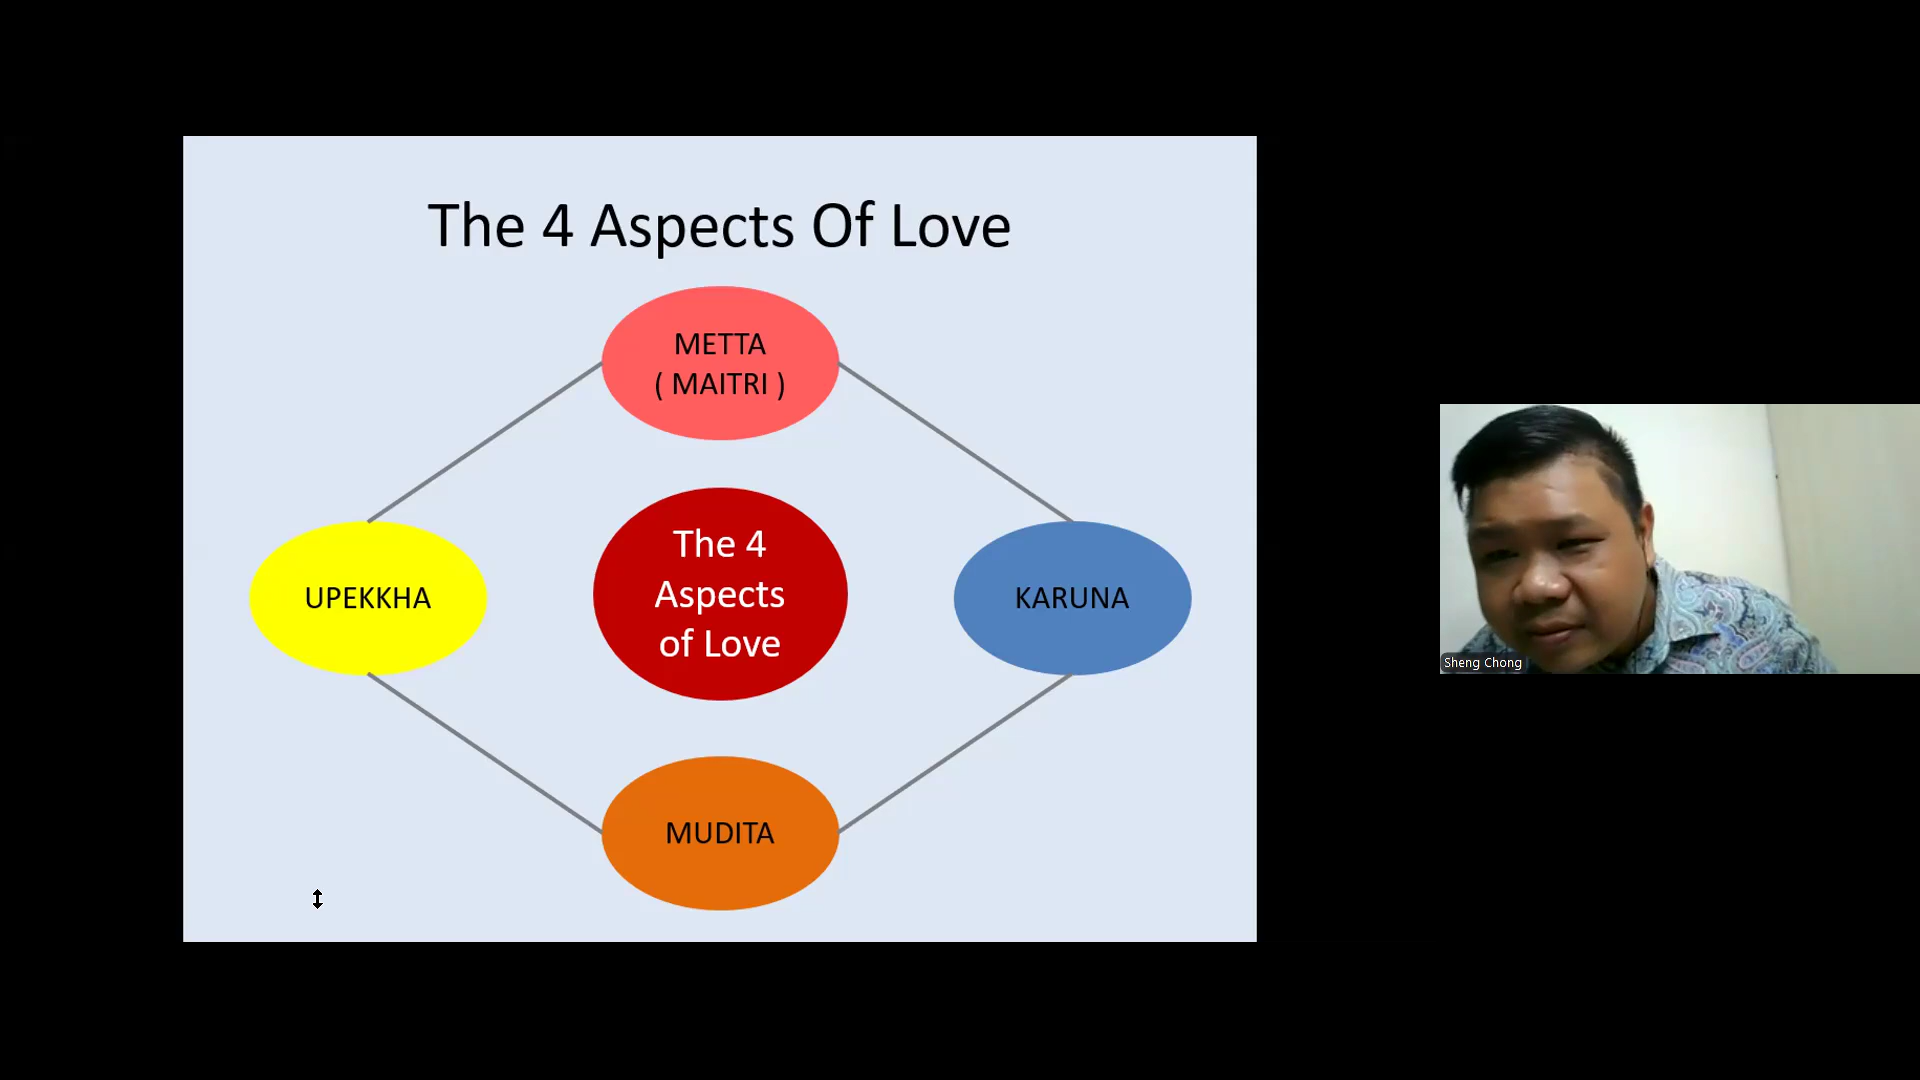 The 4 Aspects Of Love
METTA
( MAITRI )
The 4
Aspects
of Love
UPEKKHA
KARUNA
MUDITA
Sheng Chong